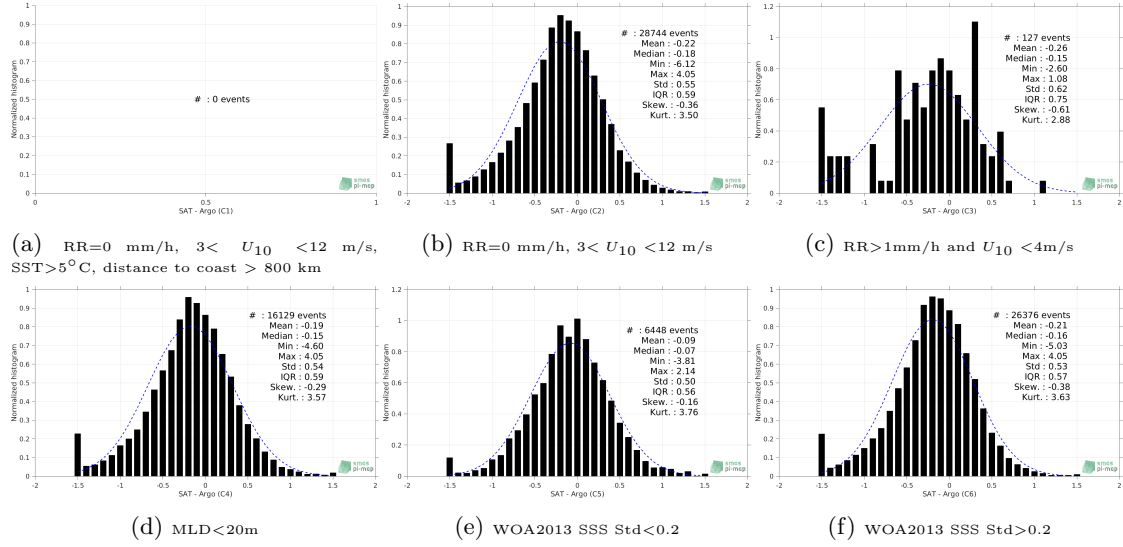 Normalized histogram
1
0.9
0.8
0.7
0.6
0.5
0.4
0.3
0.2
0.1
0
# : 0 events
0 0.5 1
SAT - Argo (C1)
smos
pi-mep
(a) RR=0 mm/h, 3< U10 <12 m/s,
SST>5°C, distance to coast > 800 km
Normalized histogram
1
0.9
0.8
0.7
0.6
0.5
0.4
0.3
0.2
0.1
0
# : 28744 events
Mean : -0.22
Median : -0.18
Min : -6.12
Max : 4.05
Std : 0.55
IQR : 0.59
Skew. : -0.36
Kurt. : 3.50
-2 -1.5 -1 -0.5 0 0.5 1 1.5 2
SAT - Argo (C2)
smos
pi-mep
(b) RR=0 mm/h, 3< U10 <12 m/s
Normalized histogram
1.2
1
0.8
0.6
0.4
0.2
0
# : 127 events
Mean : -0.26
Median : -0.15
Min : -2.60
Max : 1.08
Std : 0.62
IQR : 0.75
Skew. : -0.61
Kurt. : 2.88
-2 -1.5 -1 -0.5 0 0.5 1 1.5 2
SAT - Argo (C3)
smos
pi-mep
(c) RR>1mm/h and U10 <4m/s
Normalized histogram
1
0.9
0.8
0.7
0.6
0.5
0.4
0.3
0.2
0.1
0
# : 16129 events
Mean : -0.19
Median : -0.15
Min : -4.60
Max : 4.05
Std : 0.54
IQR : 0.59
Skew. : -0.29
Kurt. : 3.57
-2 -1.5 -1 -0.5 0 0.5 1 1.5 2
SAT - Argo (C4)
smos
pi-mep
(d) MLD<20m
Normalized histogram
1.2
1
0.8
0.6
0.4
0.2
0
# : 6448 events
Mean : -0.09
Median : -0.07
Min : -3.81
Max : 2.14
Std : 0.50
IQR : 0.56
Skew. : -0.16
Kurt. : 3.76
-2 -1.5 -1 -0.5 0 0.5 1 1.5 2
SAT - Argo (C5)
smos
pi-mep
(e) WOA2013 SSS Std<0.2
Normalized histogram
1
0.9
0.8
0.7
0.6
0.5
0.4
0.3
0.2
0.1
0
# : 26376 events
Mean : -0.21
Median : -0.16
Min : -5.03
Max : 4.05
Std : 0.53
IQR : 0.57
Skew. : -0.38
Kurt. : 3.63
-2 -1.5 -1 -0.5 0 0.5 1 1.5 2
SAT - Argo (C6)
smos
pi-mep
(f) WOA2013 SSS Std>0.2